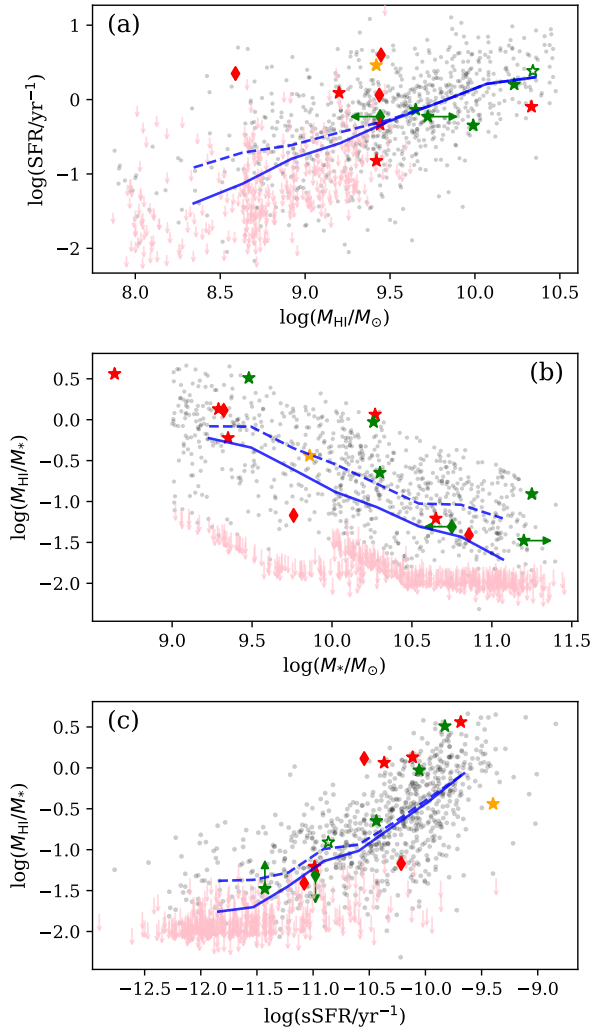 (a)
1
0
−1
−2
log(SFR/yr⁻¹)
8.0 8.5 9.0 9.5 10.0 10.5
log(M_HI/M_⊙)
(b)
0.5
0.0
−0.5
−1.0
−1.5
−2.0
log(M_HI/M_*)
9.0 9.5 10.0 10.5 11.0 11.5
log(M_*/M_⊙)
(c)
0.5
0.0
−0.5
−1.0
−1.5
−2.0
log(M_HI/M_*)
−12.5 −12.0 −11.5 −11.0 −10.5 −10.0 −9.5 −9.0
log(sSFR/yr⁻¹)